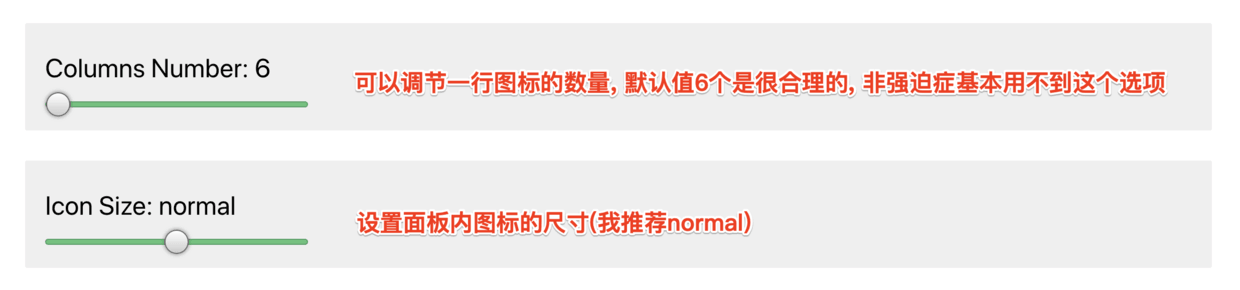 Columns Number: 6
可以调节一行图标的数量, 默认值6个是很合理的, 非强迫症基本用不到这个选项
Icon Size: normal
设置面板内图标的尺寸(我推荐normal)